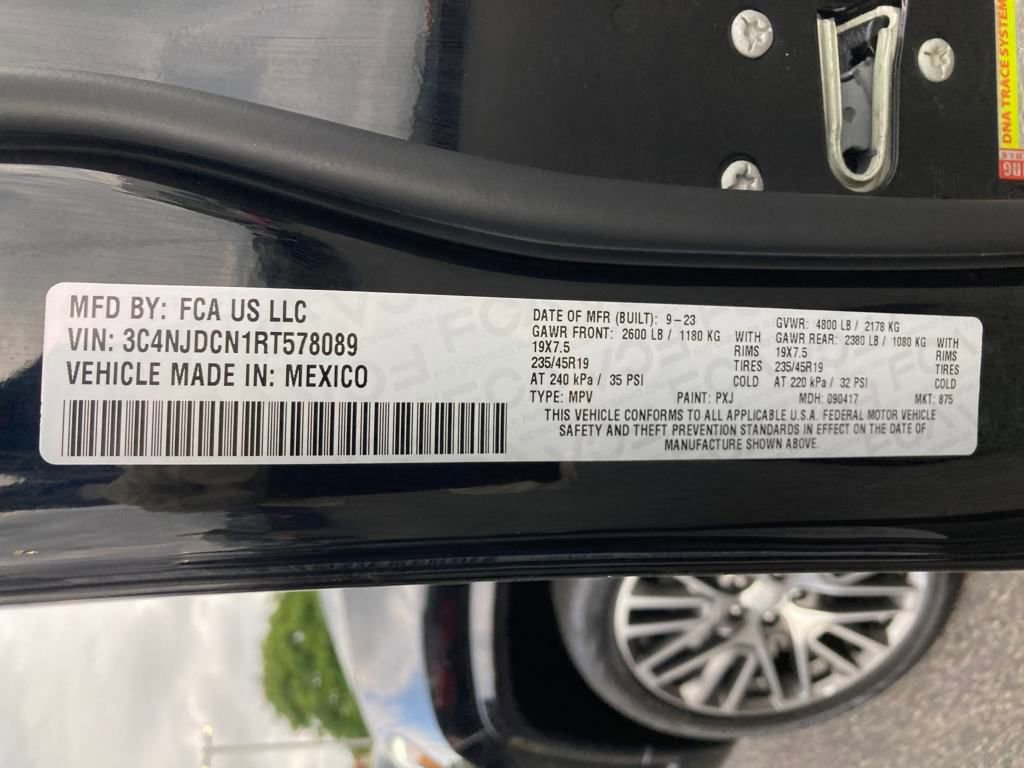 MFD BY: FCA US LLC
VIN: 3C4NJDCN1RT578089
VEHICLE MADE IN: MEXICO
DATE OF MFR (BUILT): 9-23
GAWR FRONT: 2600 LB / 1180 KG WITH
19X7.5 RIMS
235/45R19 TIRES
AT 240 kPa / 35 PSI COLD
TYPE: MPV PAINT: PXJ
GVWR: 4800 LB / 2178 KG
GAWR REAR: 2380 LB / 1080 KG WITH
19X7.5 RIMS
235/45R19 TIRES
AT 220 kPa / 32 PSI COLD
MDH: 090417 MKT: 875
THIS VEHICLE CONFORMS TO ALL APPLICABLE U.S.A. FEDERAL MOTOR VEHICLE
SAFETY AND THEFT PREVENTION STANDARDS IN EFFECT ON THE DATE OF
MANUFACTURE SHOWN ABOVE.
DNA TRACE SYSTEM